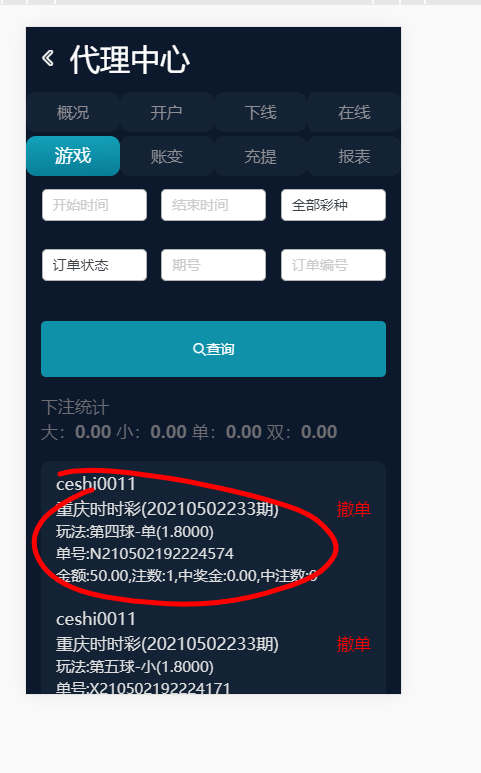 代理中心
概况 开户 下线 在线
游戏 账变 充提 报表
开始时间 结束时间 全部彩种
订单状态 期号 订单编号
查询
下注统计
大：0.00 小：0.00 单：0.00 双：0.00
ceshi0011
重庆时时彩(20210502233期) 撤单
玩法:第四球-单(1.8000)
单号:N210502192224574
金额:50.00,注数:1,中奖金:0.00,中注数:0
ceshi0011
重庆时时彩(20210502233期) 撤单
玩法:第五球-小(1.8000)
单号:X210502192224171